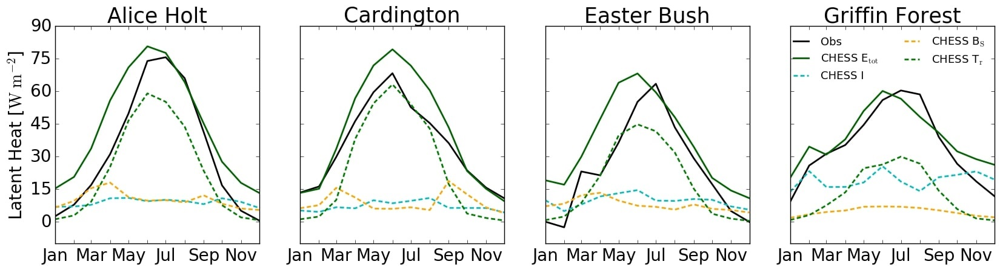 Alice Holt
Cardington
Easter Bush
Griffin Forest
Latent Heat [W m⁻²]
90
75
60
45
30
15
0
Obs
CHESS E_tot
CHESS I
CHESS B_S
CHESS T_r
Jan Mar May Jul Sep Nov
Jan Mar May Jul Sep Nov
Jan Mar May Jul Sep Nov
Jan Mar May Jul Sep Nov